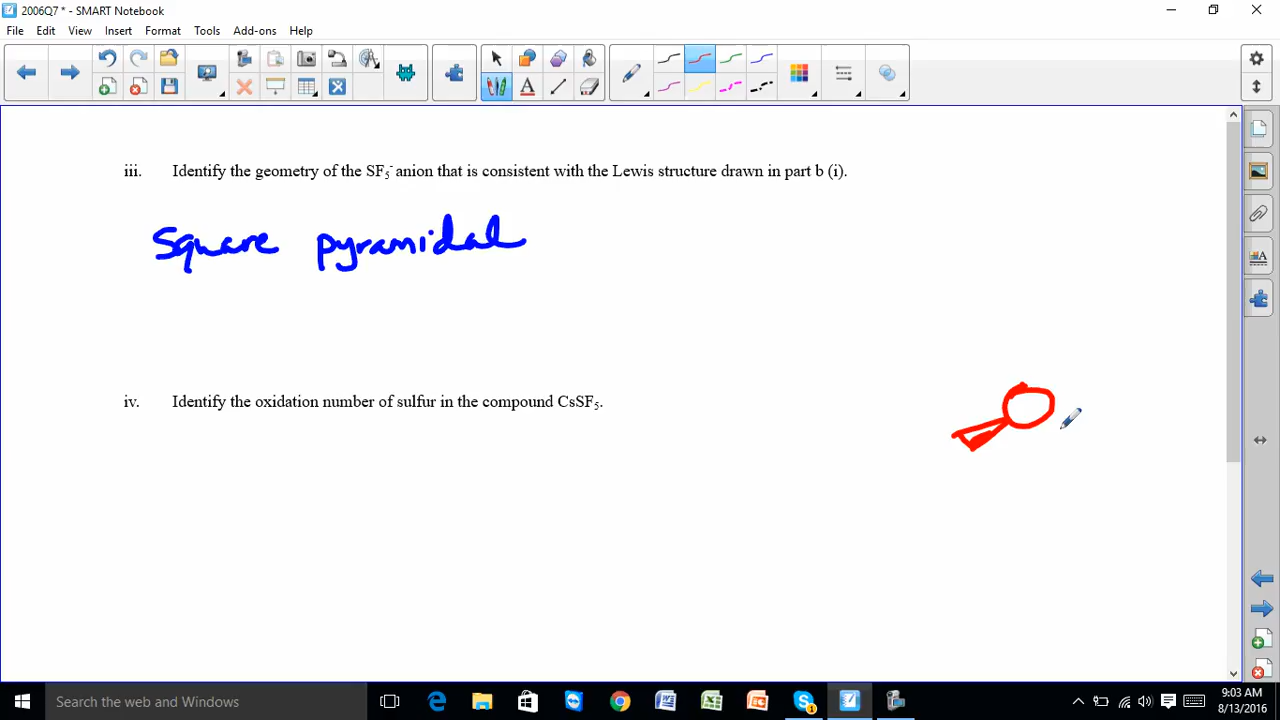 2006Q7 * - SMART Notebook
File Edit View Insert Format Tools Add-ons Help
iii. Identify the geometry of the SF5- anion that is consistent with the Lewis structure drawn in part b (i).
Square pyramidal
iv. Identify the oxidation number of sulfur in the compound CsSF5.
Search the web and Windows
9:03 AM
8/13/2016